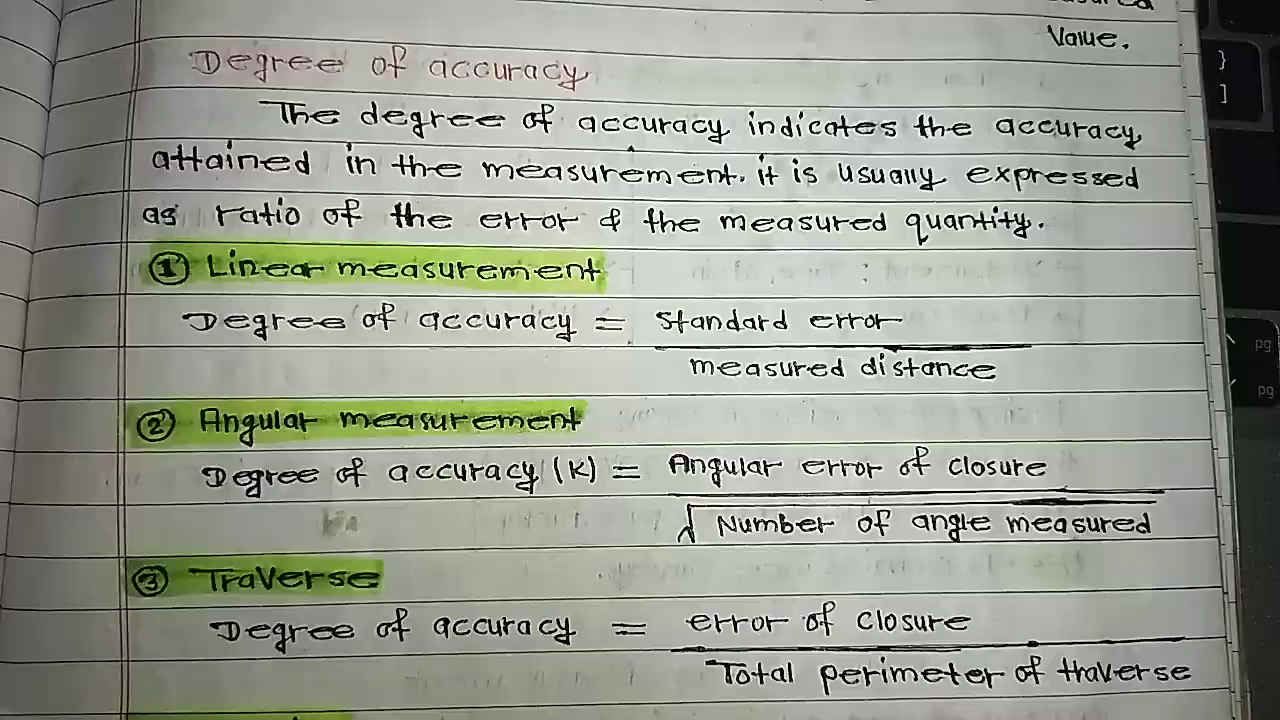 Value.
Degree of accuracy
The degree of accuracy indicates the accuracy
attained in the measurement. it is usually expressed
as ratio of the error & the measured quantity.
① Linear measurement
Degree of accuracy = Standard error
measured distance
② Angular measurement
Degree of accuracy (K) = Angular error of closure
√Number of angle measured
③ Traverse
Degree of accuracy = error of closure
Total perimeter of traverse
}
]
pg
pg